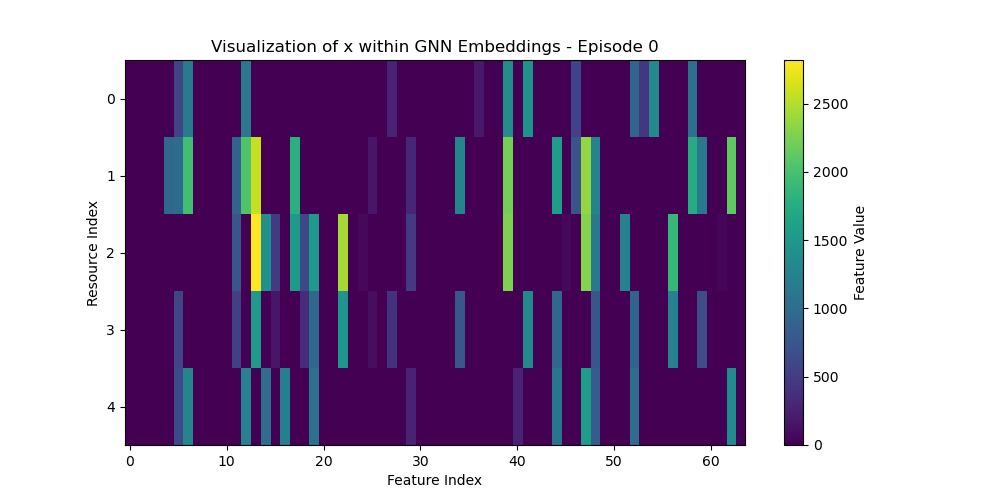 Visualization of x within GNN Embeddings - Episode 0
Resource Index
0
1
2
3
4
0 10 20 30 40 50 60
Feature Index
2500
2000
1500
1000
500
0
Feature Value